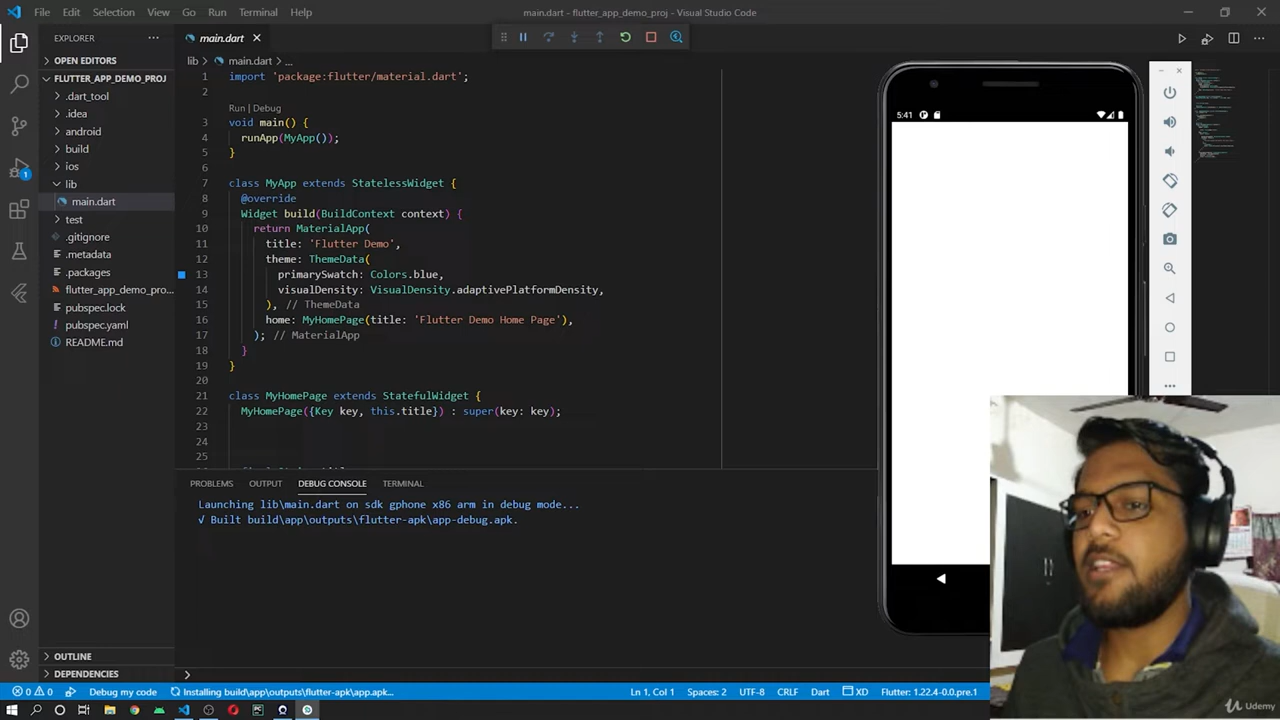 File Edit Selection View Go Run Terminal Help
main.dart - flutter_app_demo_proj - Visual Studio Code
EXPLORER
OPEN EDITORS
FLUTTER_APP_DEMO_PROJ
.dart_tool
.idea
android
build
ios
lib
main.dart
test
.gitignore
.metadata
.packages
flutter_app_demo_pro...
pubspec.lock
pubspec.yaml
README.md
OUTLINE
DEPENDENCIES
1
main.dart
lib > main.dart > ...
1 import 'package:flutter/material.dart';
2
Run | Debug
3 void main() {
4 runApp(MyApp());
5 }
6
7 class MyApp extends StatelessWidget {
8 @override
9 Widget build(BuildContext context) {
10 return MaterialApp(
11 title: 'Flutter Demo',
12 theme: ThemeData(
13 primarySwatch: Colors.blue,
14 visualDensity: VisualDensity.adaptivePlatformDensity,
15 ), // ThemeData
16 home: MyHomePage(title: 'Flutter Demo Home Page'),
17 ); // MaterialApp
18 }
19 }
20
21 class MyHomePage extends StatefulWidget {
22 MyHomePage({Key key, this.title}) : super(key: key);
23
24
25
PROBLEMS OUTPUT DEBUG CONSOLE TERMINAL
Launching lib\main.dart on sdk gphone x86 arm in debug mode...
√ Built build\app\outputs\flutter-apk\app-debug.apk.
5:41
0 0 Debug my code Installing build\app\outputs\flutter-apk\app.apk... Ln 1, Col 1 Spaces: 2 UTF-8 CRLF Dart XD Flutter: 1.22.4-0.0.pre.1
Udemy